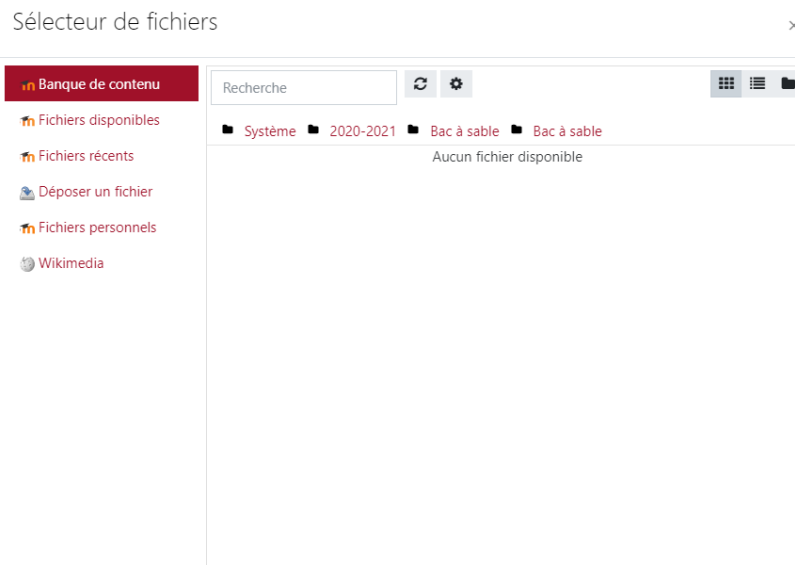 Sélecteur de fichiers
Banque de contenu
Fichiers disponibles
Fichiers récents
Déposer un fichier
Fichiers personnels
Wikimedia
Recherche
Système 2020-2021 Bac à sable Bac à sable
Aucun fichier disponible